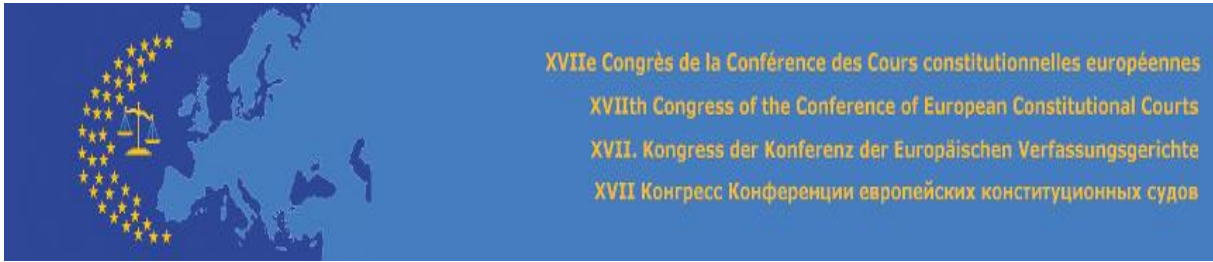 XVIIe Congrès de la Conférence des Cours constitutionnelles européennes
XVIIth Congress of the Conference of European Constitutional Courts
XVII. Kongress der Konferenz der Europäischen Verfassungsgerichte
XVII Конгресс Конференции европейских конституционных судов